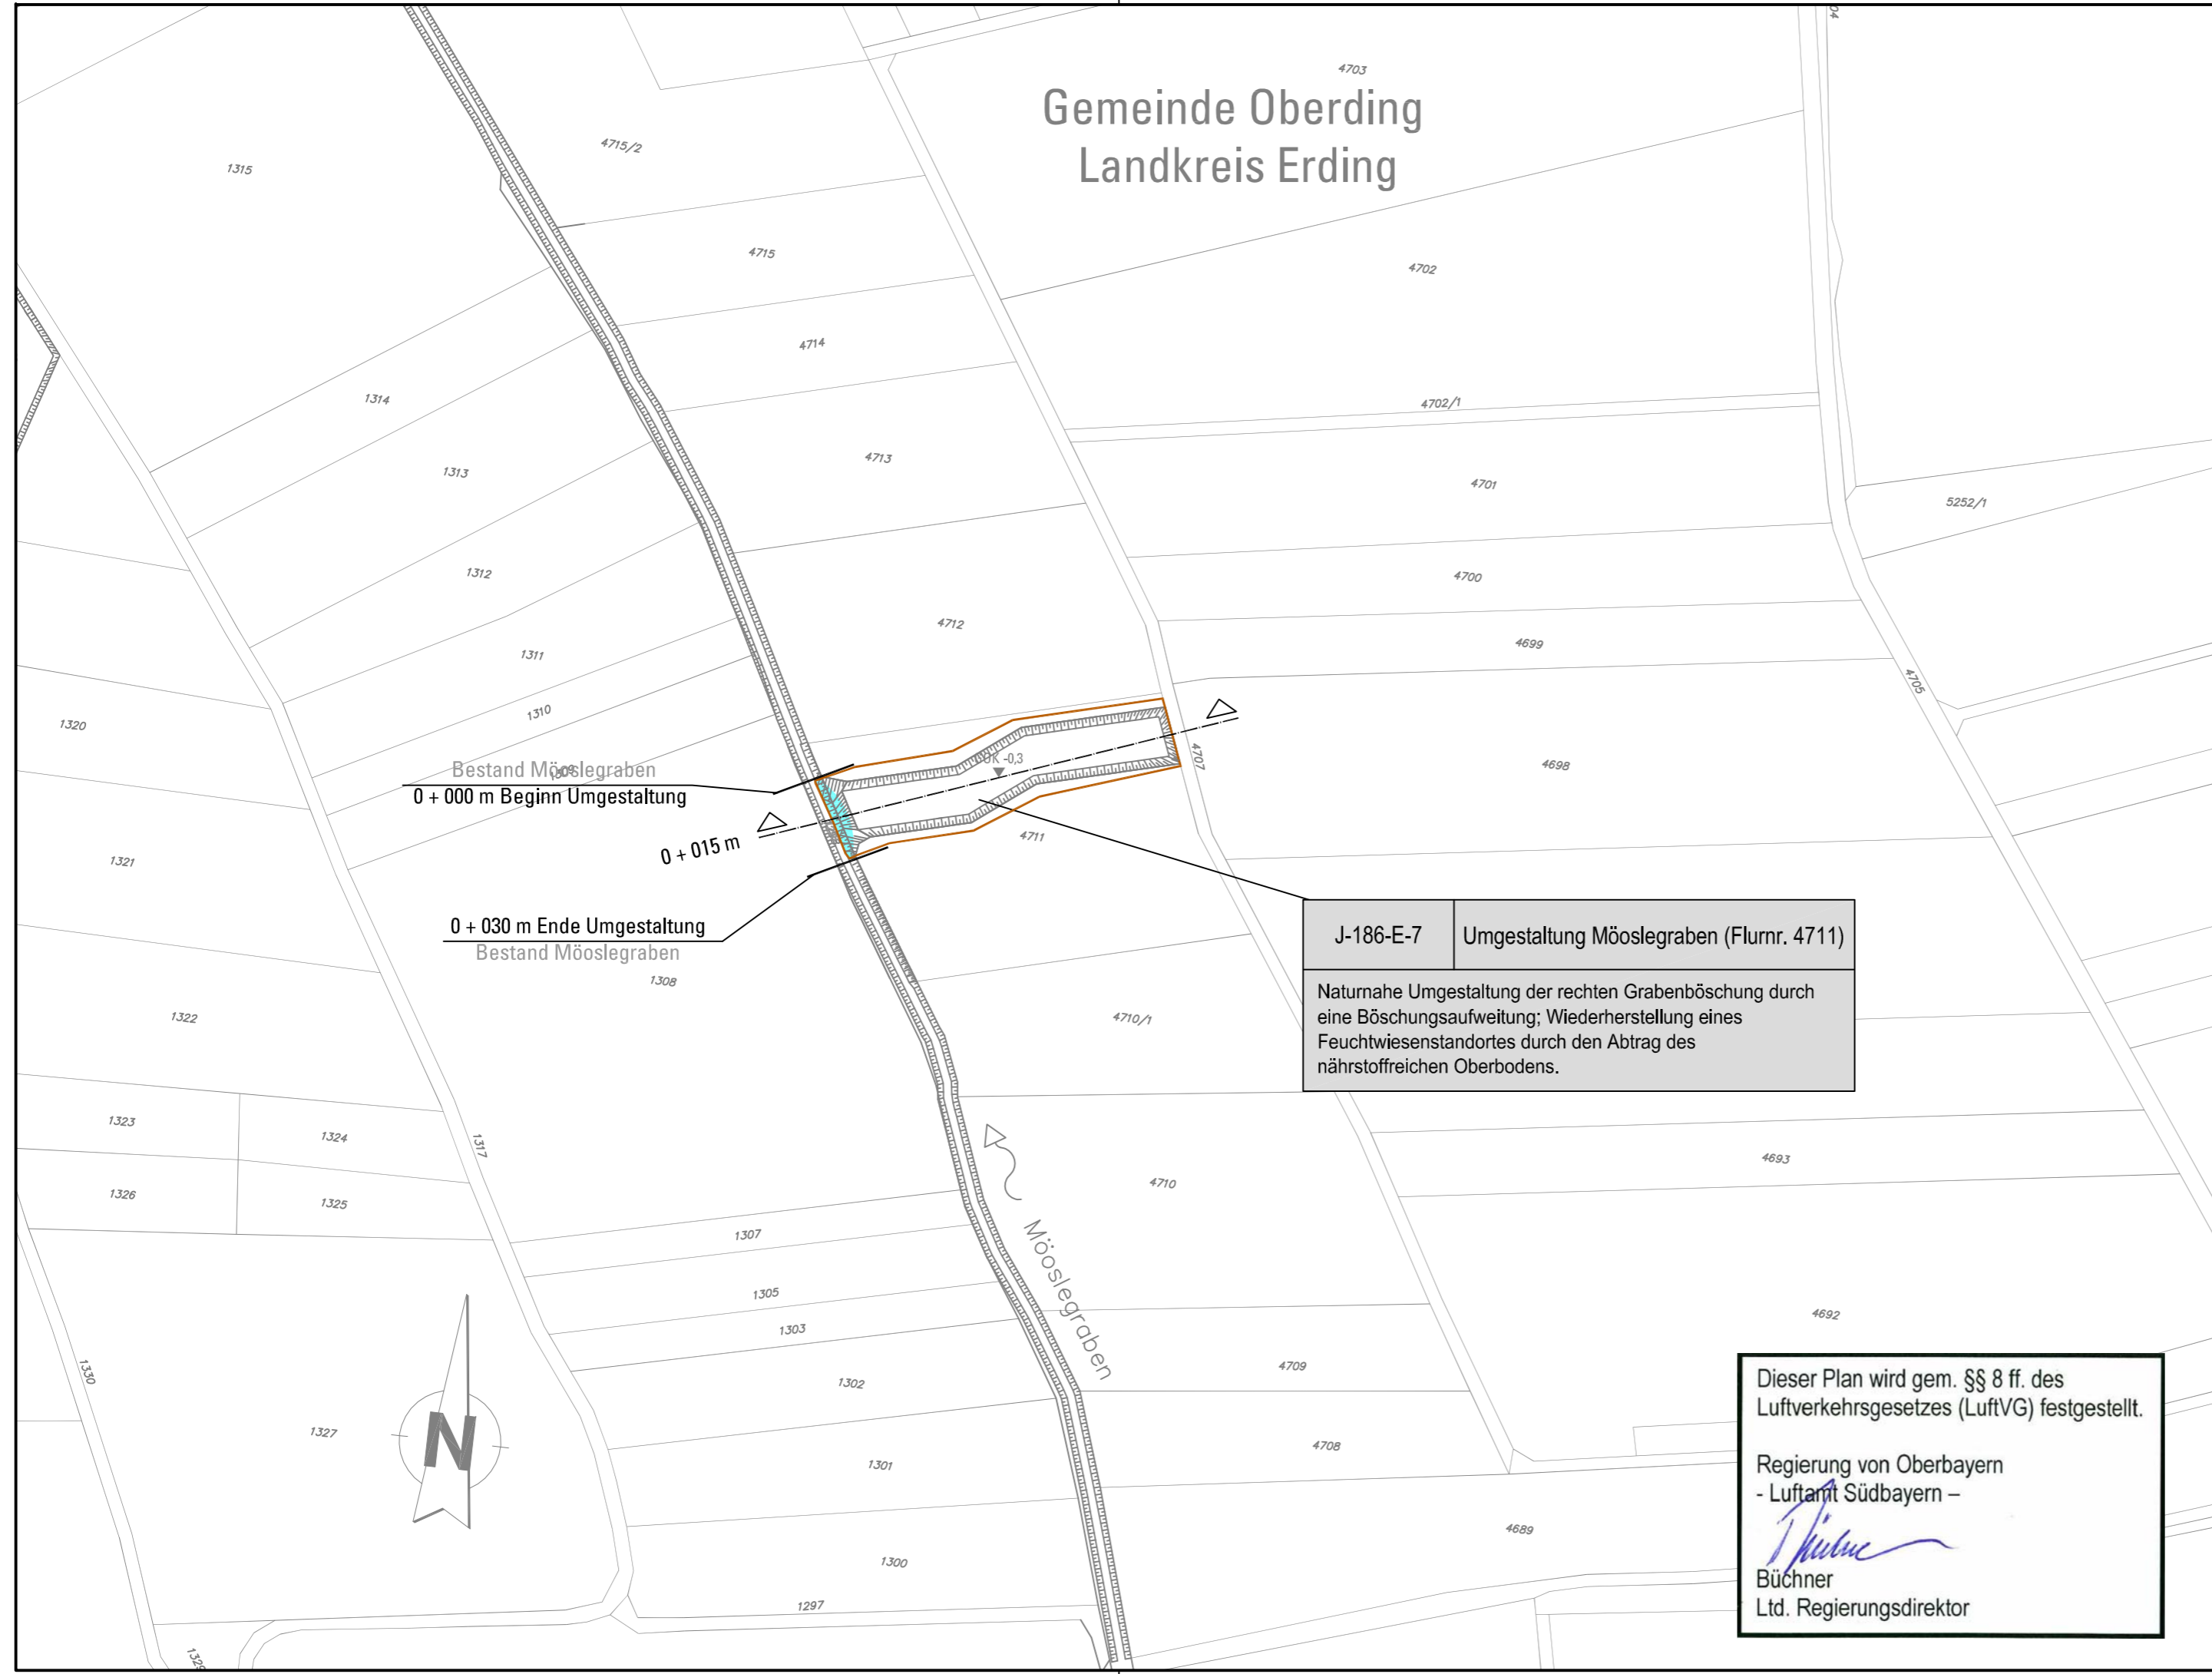 04
4703
Gemeinde Oberding
Landkreis Erding
4715/2
1315
4715
4702
4714
1314
4702/1
4713
1313
4701
5252/1
1312
4700
4712
4699
1311
4705
1310
1320
4707
4698
Bestand Möoslegraben
0 + 000 m Beginn Umgestaltung
-0,3
4711
0 + 015 m
1321
0 + 030 m Ende Umgestaltung
Bestand Möoslegraben
J-186-E-7
Umgestaltung Möoslegraben (Flurnr. 4711)
Naturnahe Umgestaltung der rechten Grabenböschung durch
eine Böschungsaufweitung; Wiederherstellung eines
Feuchtwiesenstandortes durch den Abtrag des
nährstoffreichen Oberbodens.
1308
1322
4710/1
1323
1324
1317
4693
1326
1325
4710
1307
Möoslegraben
1305
1303
4692
1330
4709
1302
1327
N
4708
1301
4689
1300
1297
1329
Dieser Plan wird gem. §§ 8 ff. des
Luftverkehrsgesetzes (LuftVG) festgestellt.
Regierung von Oberbayern
- Luftamt Südbayern –
Büchner
Ltd. Regierungsdirektor